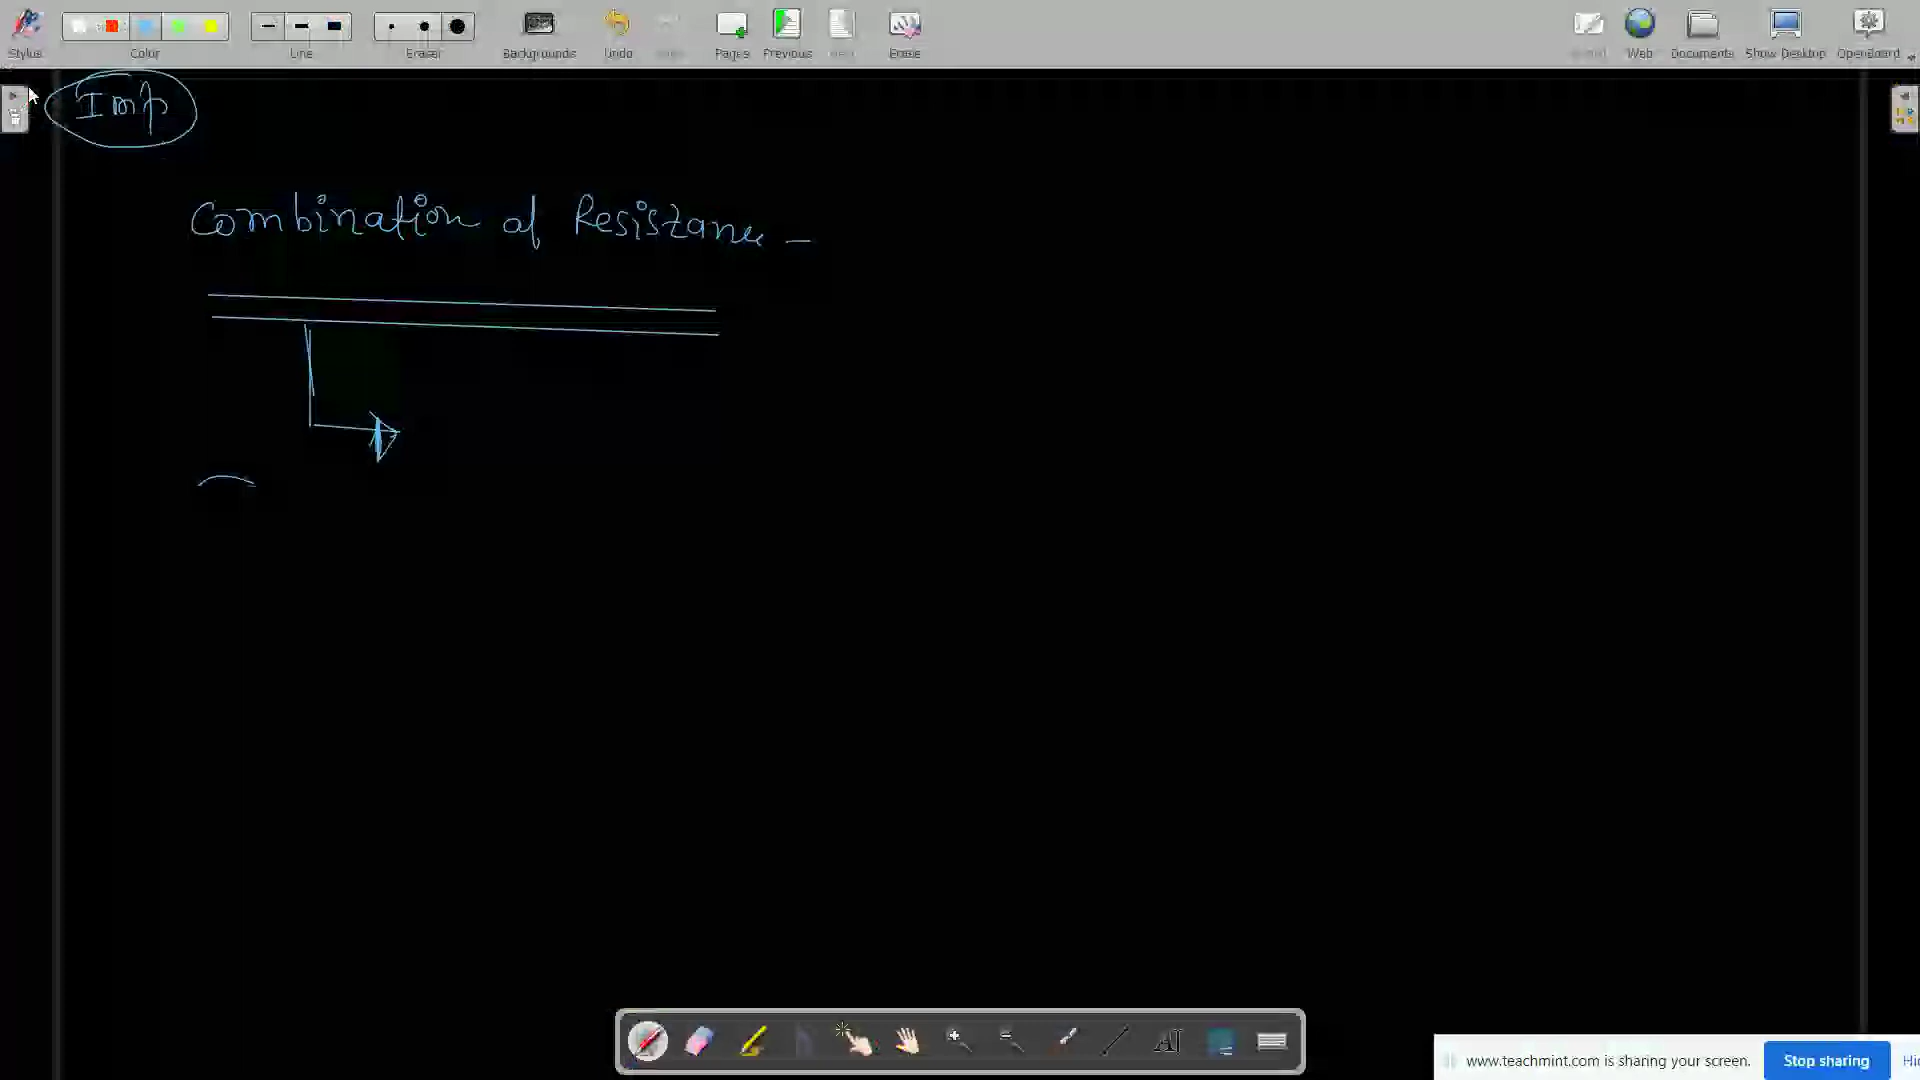 Stylus
Color
Line
Eraser
Backgrounds
Undo
Pages
Previous
Erase
Web
Documents
Show Desktop
OpenBoard
Imp
Combination of Resistance -
www.teachmint.com is sharing your screen.
Stop sharing
Hi